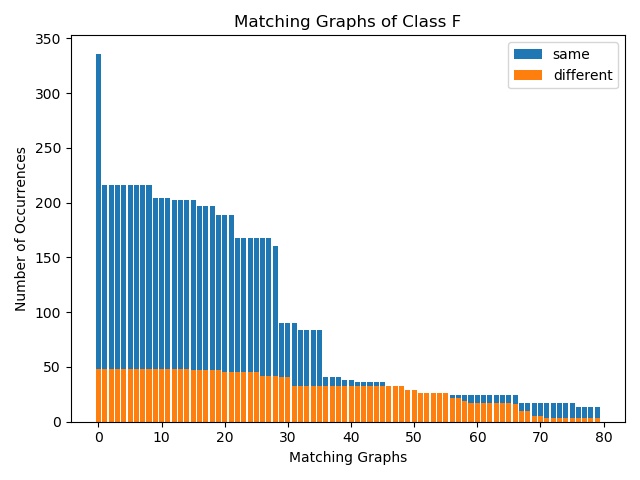 Matching Graphs of Class F
same
different
Number of Occurrences
350
300
250
200
150
100
50
0
0 10 20 30 40 50 60 70 80
Matching Graphs